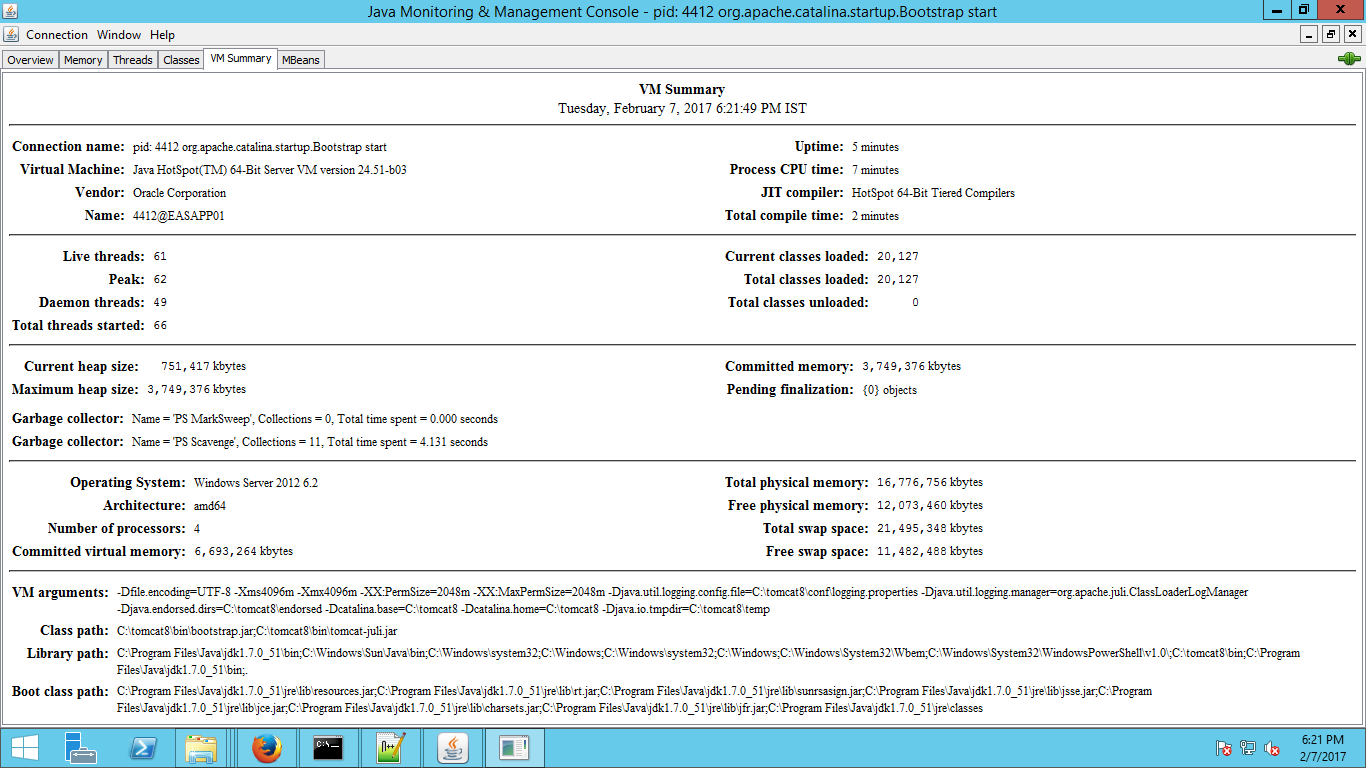 Java Monitoring & Management Console - pid: 4412 org.apache.catalina.startup.Bootstrap start
Connection Window Help
Overview Memory Threads Classes VM Summary MBeans
VM Summary
Tuesday, February 7, 2017 6:21:49 PM IST
Connection name: pid: 4412 org.apache.catalina.startup.Bootstrap start
Virtual Machine: Java HotSpot(TM) 64-Bit Server VM version 24.51-b03
Vendor: Oracle Corporation
Name: 4412@EASAPP01
Uptime: 5 minutes
Process CPU time: 7 minutes
JIT compiler: HotSpot 64-Bit Tiered Compilers
Total compile time: 2 minutes
Live threads: 61
Peak: 62
Daemon threads: 49
Total threads started: 66
Current classes loaded: 20,127
Total classes loaded: 20,127
Total classes unloaded: 0
Current heap size: 751,417 kbytes
Maximum heap size: 3,749,376 kbytes
Committed memory: 3,749,376 kbytes
Pending finalization: {0} objects
Garbage collector: Name = 'PS MarkSweep', Collections = 0, Total time spent = 0.000 seconds
Garbage collector: Name = 'PS Scavenge', Collections = 11, Total time spent = 4.131 seconds
Operating System: Windows Server 2012 6.2
Architecture: amd64
Number of processors: 4
Committed virtual memory: 6,693,264 kbytes
Total physical memory: 16,776,756 kbytes
Free physical memory: 12,073,460 kbytes
Total swap space: 21,495,348 kbytes
Free swap space: 11,482,488 kbytes
VM arguments: -Dfile.encoding=UTF-8 -Xms4096m -Xmx4096m -XX:PermSize=2048m -XX:MaxPermSize=2048m -Djava.util.logging.config.file=C:\tomcat8\conf\logging.properties -Djava.util.logging.manager=org.apache.juli.ClassLoaderLogManager
-Djava.endorsed.dirs=C:\tomcat8\endorsed -Dcatalina.base=C:\tomcat8 -Dcatalina.home=C:\tomcat8 -Djava.io.tmpdir=C:\tomcat8\temp
Class path: C:\tomcat8\bin\bootstrap.jar;C:\tomcat8\bin\tomcat-juli.jar
Library path: C:\Program Files\Java\jdk1.7.0_51\bin;C:\Windows\Sun\Java\bin;C:\Windows\system32;C:\Windows;C:\Windows\system32;C:\Windows;C:\Windows\System32\Wbem;C:\Windows\System32\WindowsPowerShell\v1.0\;C:\tomcat8\bin;C:\Program
Files\Java\jdk1.7.0_51\bin;.
Boot class path: C:\Program Files\Java\jdk1.7.0_51\jre\lib\resources.jar;C:\Program Files\Java\jdk1.7.0_51\jre\lib\rt.jar;C:\Program Files\Java\jdk1.7.0_51\jre\lib\sunrsasign.jar;C:\Program Files\Java\jdk1.7.0_51\jre\lib\jsse.jar;C:\Program
Files\Java\jdk1.7.0_51\jre\lib\jce.jar;C:\Program Files\Java\jdk1.7.0_51\jre\lib\charsets.jar;C:\Program Files\Java\jdk1.7.0_51\jre\lib\jfr.jar;C:\Program Files\Java\jdk1.7.0_51\jre\classes
6:21 PM
2/7/2017